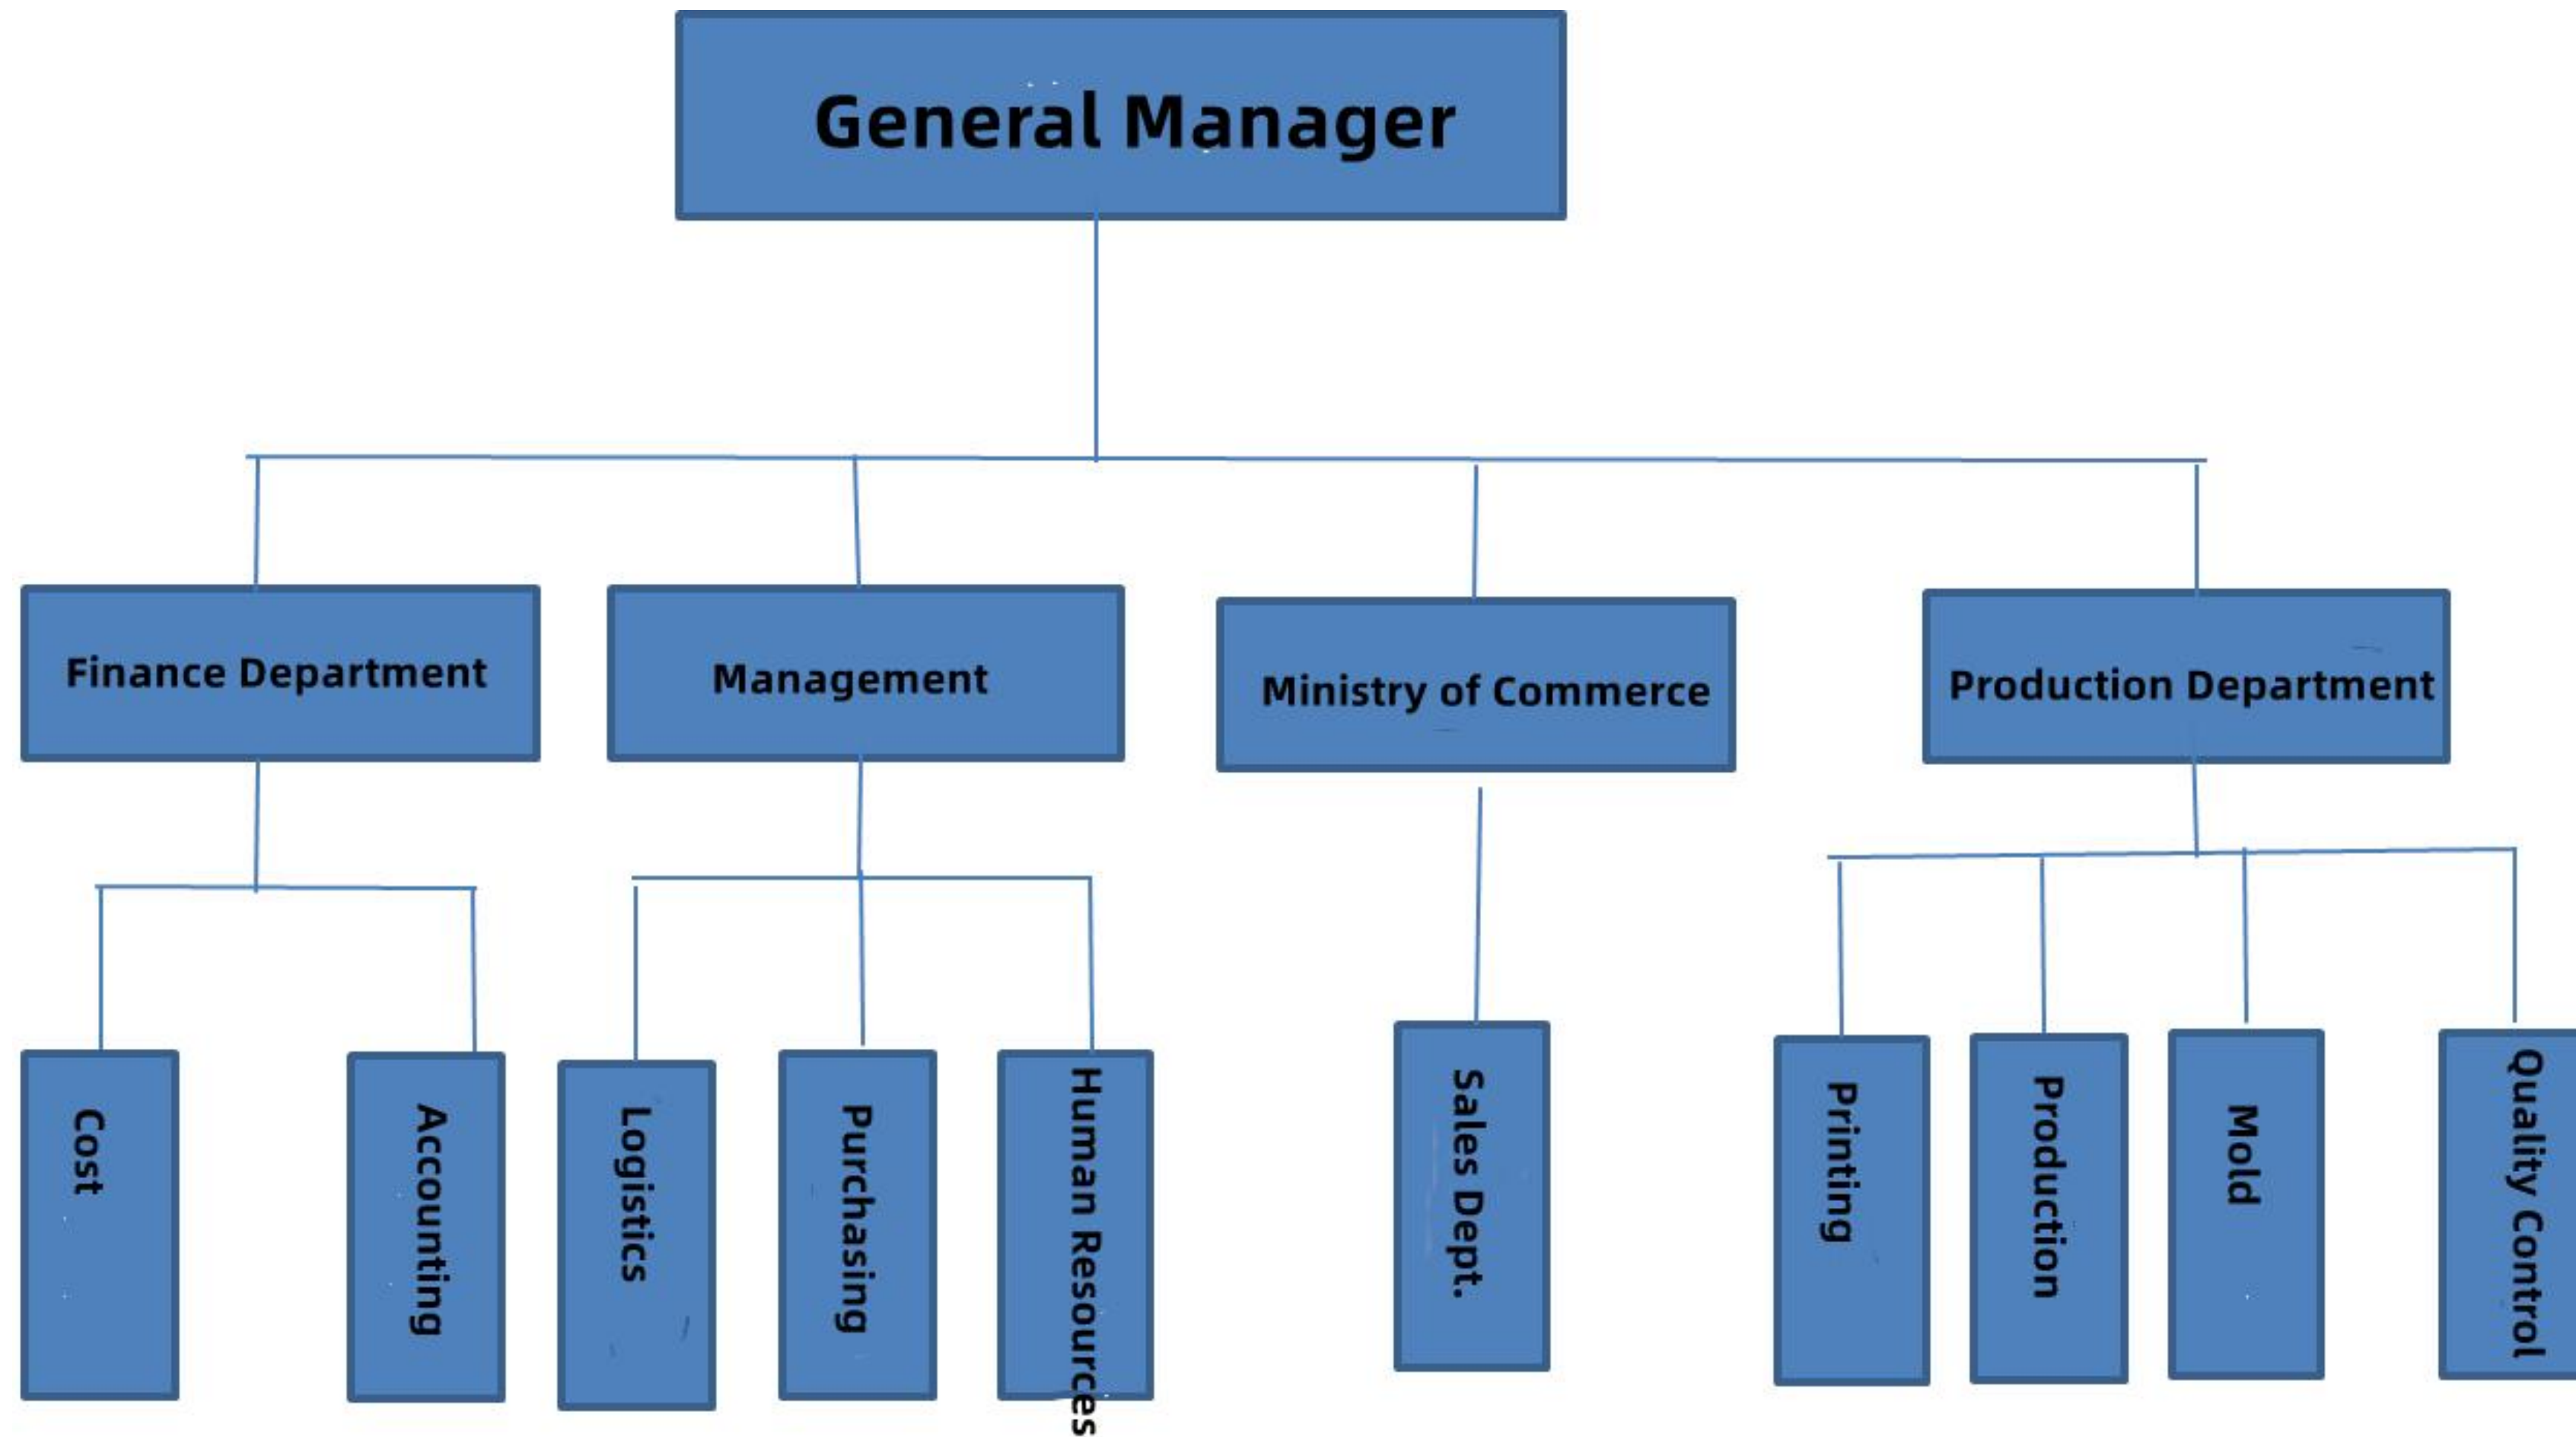 General Manager
Finance Department
Management
Ministry of Commerce
Production Department
Cost
Accounting
Logistics
Purchasing
Human Resources
Sales Dept.
Printing
Production
Mold
Quality Control